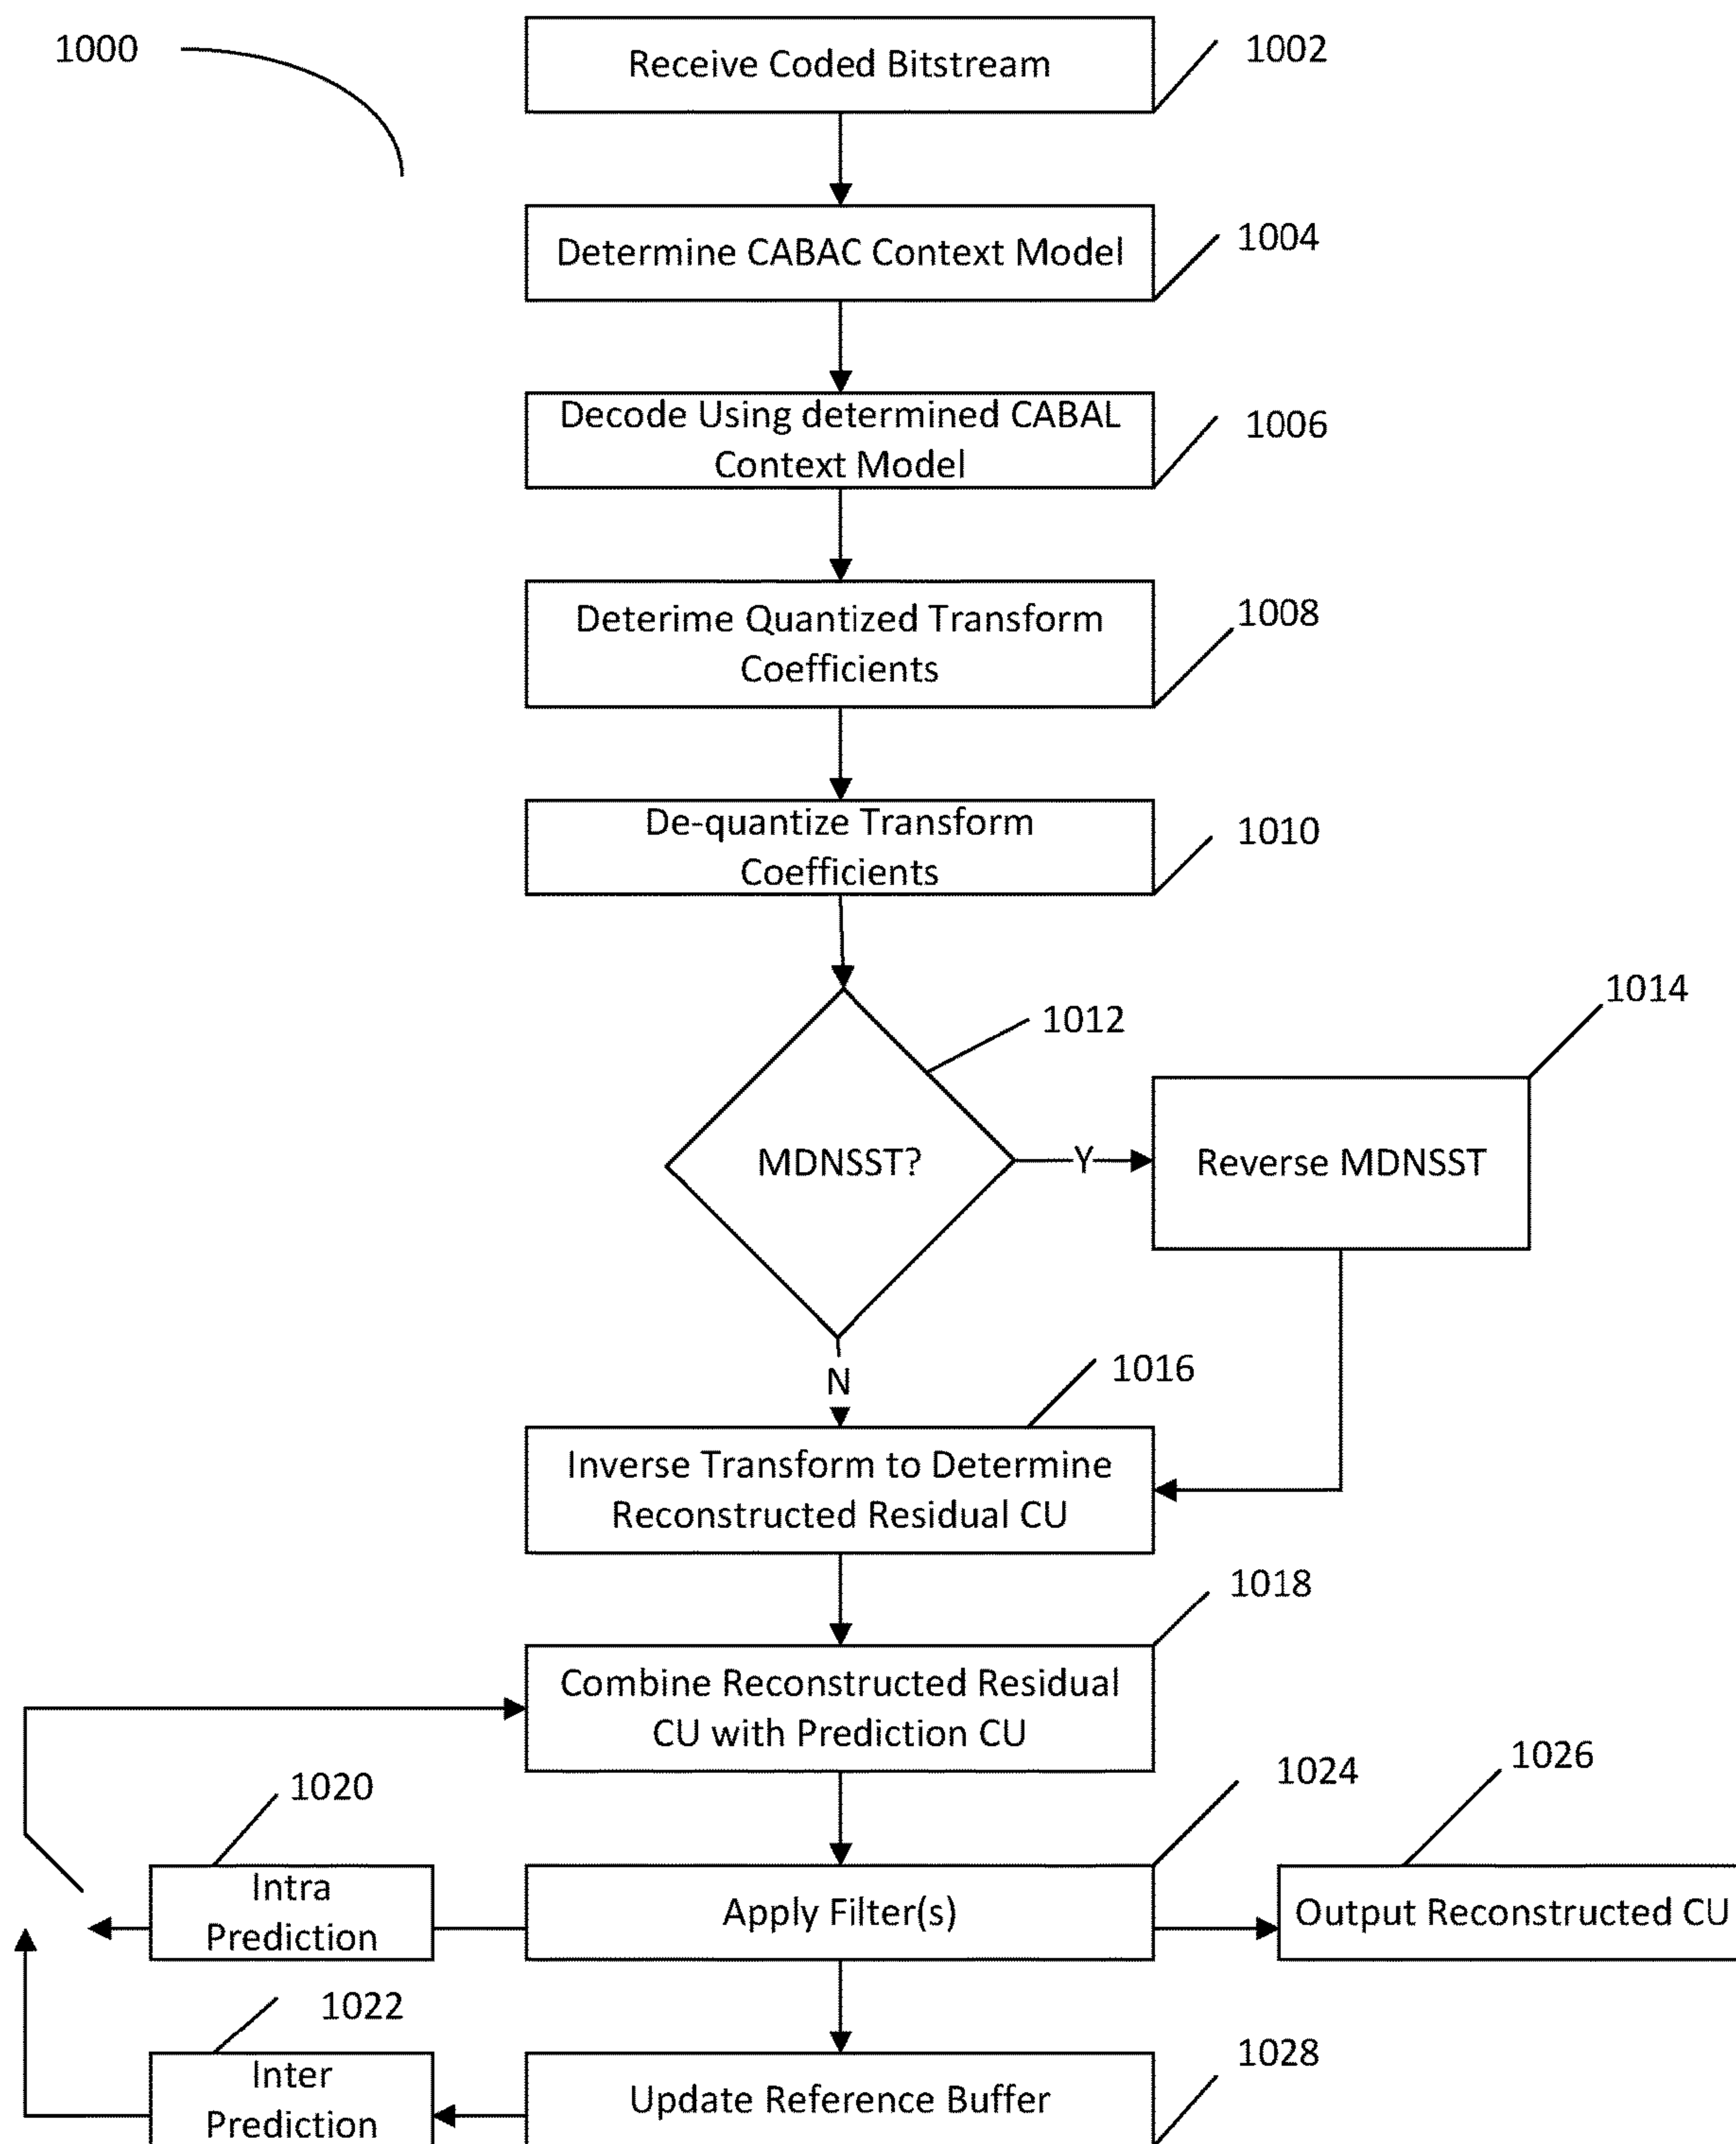 1000
Receive Coded Bitstream
1002
Determine CABAC Context Model
1004
Decode Using determined CABAL
Context Model
1006
Deterime Quantized Transform
Coefficients
1008
De-quantize Transform
Coefficients
1010
1012
MDNSST?
Y
1014
Reverse MDNSST
N
1016
Inverse Transform to Determine
Reconstructed Residual CU
1018
Combine Reconstructed Residual
CU with Prediction CU
1020
Intra
Prediction
1024
Apply Filter(s)
1026
Output Reconstructed CU
1022
Inter
Prediction
1028
Update Reference Buffer